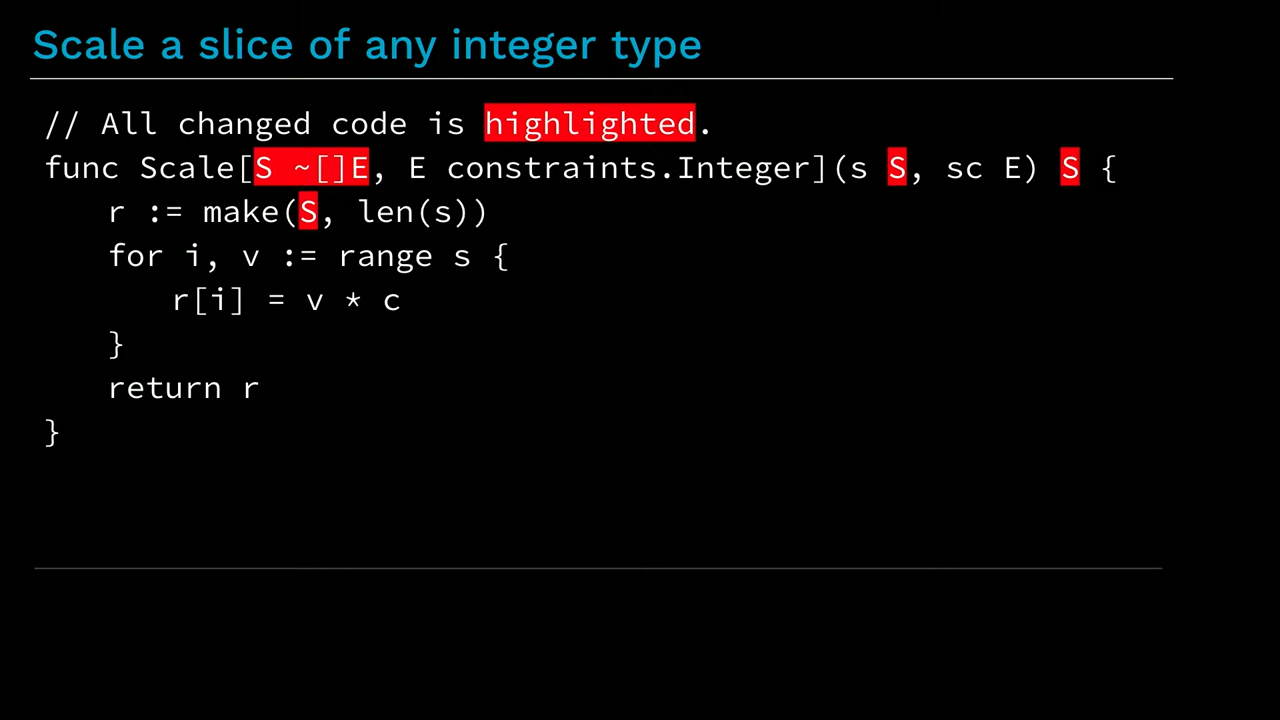 Scale a slice of any integer type
// All changed code is highlighted.
func Scale[S ~[]E, E constraints.Integer](s S, sc E) S {
r := make(S, len(s))
for i, v := range s {
r[i] = v * c
}
return r
}